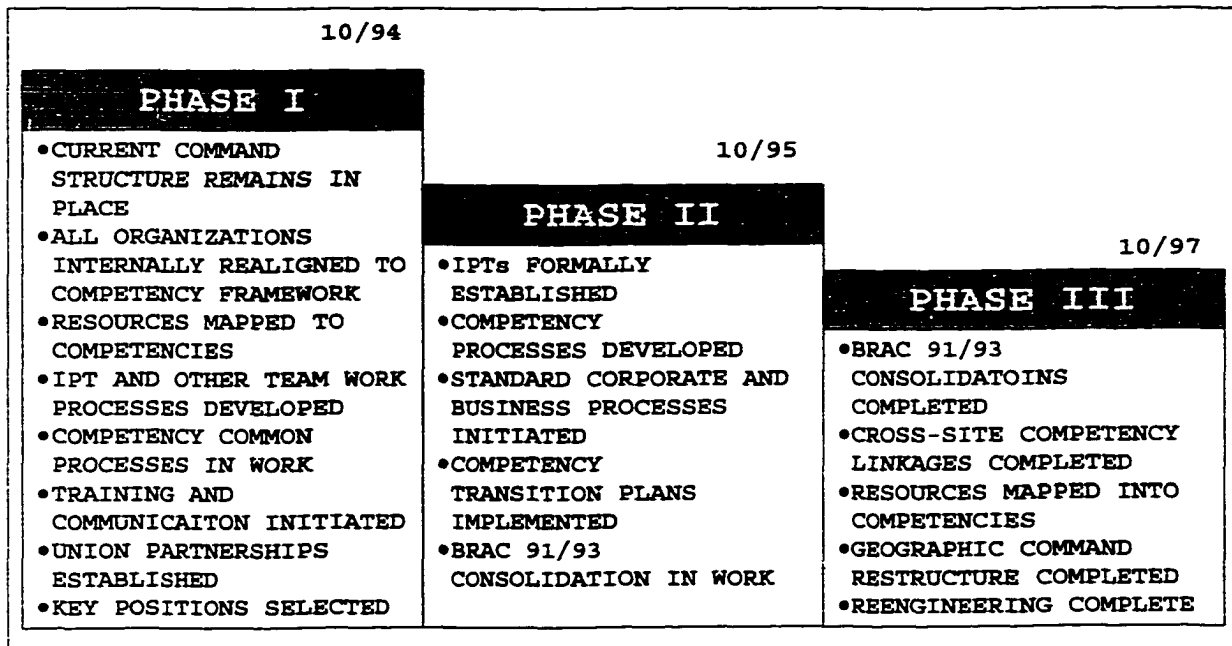 10/94
PHASE I
•CURRENT COMMAND
STRUCTURE REMAINS IN
PLACE
•ALL ORGANIZATIONS
INTERNALLY REALIGNED TO
COMPETENCY FRAMEWORK
•RESOURCES MAPPED TO
COMPETENCIES
•IPT AND OTHER TEAM WORK
PROCESSES DEVELOPED
•COMPETENCY COMMON
PROCESSES IN WORK
•TRAINING AND
COMMUNICAITON INITIATED
•UNION PARTNERSHIPS
ESTABLISHED
•KEY POSITIONS SELECTED
10/95
PHASE II
•IPTs FORMALLY
ESTABLISHED
•COMPETENCY
PROCESSES DEVELOPED
•STANDARD CORPORATE AND
BUSINESS PROCESSES
INITIATED
•COMPETENCY
TRANSITION PLANS
IMPLEMENTED
•BRAC 91/93
CONSOLIDATION IN WORK
10/97
PHASE III
•BRAC 91/93
CONSOLIDATOINS
COMPLETED
•CROSS-SITE COMPETENCY
LINKAGES COMPLETED
•RESOURCES MAPPED INTO
COMPETENCIES
•GEOGRAPHIC COMMAND
RESTRUCTURE COMPLETED
•REENGINEERING COMPLETE